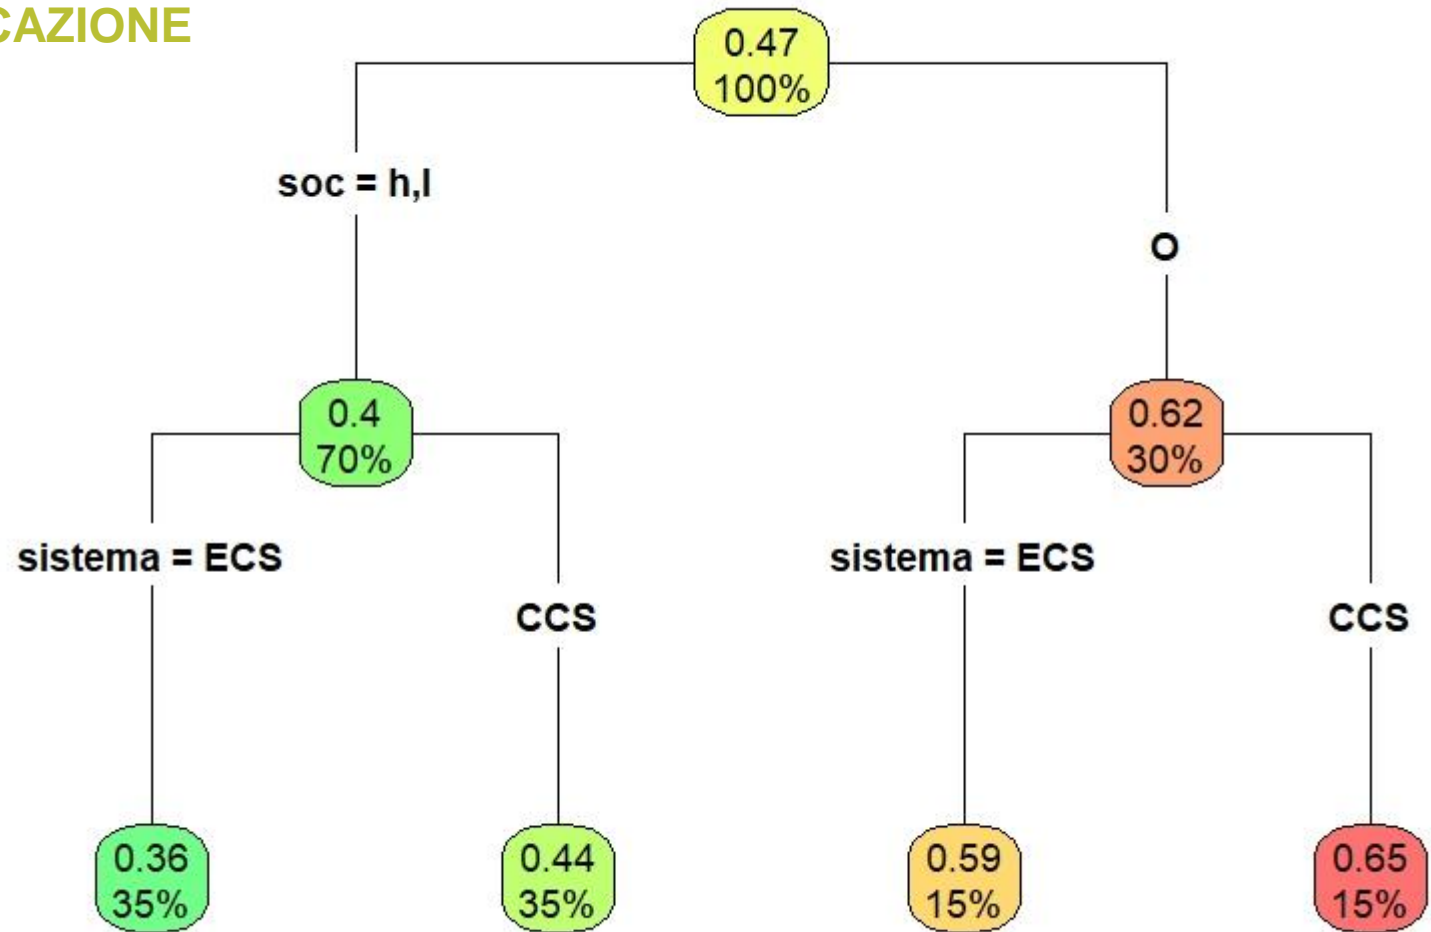 CAZIONE
0.47
100%
soc = h,l
O
0.4
70%
0.62
30%
sistema = ECS
CCS
sistema = ECS
CCS
0.36
35%
0.44
35%
0.59
15%
0.65
15%